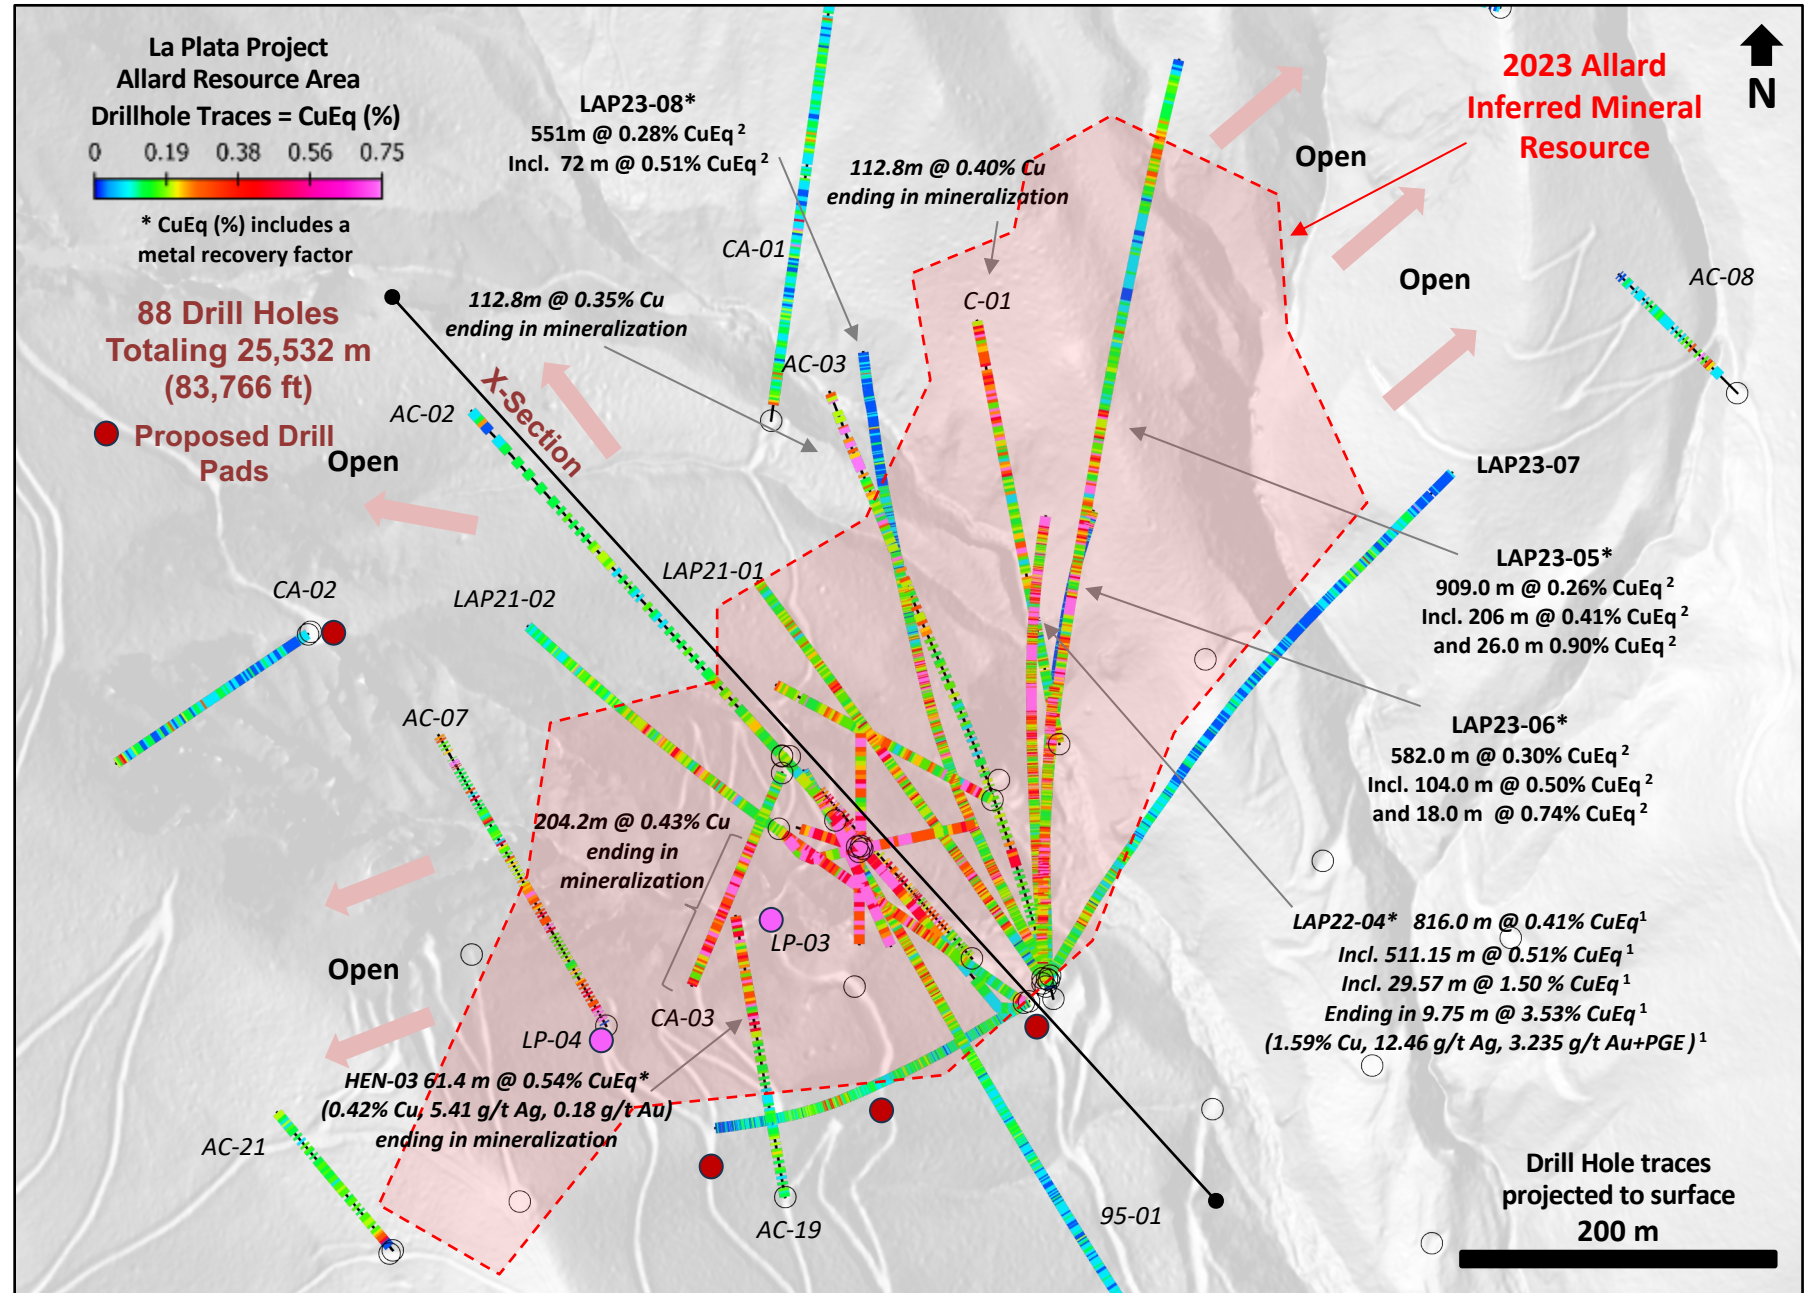 La Plata Project
Allard Resource Area
Drillhole Traces = CuEq (%)
0 0.19 0.38 0.56 0.75
* CuEq (%) includes a
metal recovery factor
88 Drill Holes
Totaling 25,532 m
(83,766 ft)
Proposed Drill
Pads
LAP23-08*
551m @ 0.28% CuEq 2
Incl. 72 m @ 0.51% CuEq 2
112.8m @ 0.40% Cu
ending in mineralization
2023 Allard
Inferred Mineral
Resource
N
Open
Open
AC-08
CA-01
C-01
112.8m @ 0.35% Cu
ending in mineralization
AC-03
X-Section
AC-02
Open
LAP23-07
LAP23-05*
909.0 m @ 0.26% CuEq 2
Incl. 206 m @ 0.41% CuEq 2
and 26.0 m 0.90% CuEq 2
CA-02
LAP21-02
LAP21-01
AC-07
LAP23-06*
582.0 m @ 0.30% CuEq 2
Incl. 104.0 m @ 0.50% CuEq 2
and 18.0 m @ 0.74% CuEq 2
204.2m @ 0.43% Cu
ending in
mineralization
LP-03
LAP22-04* 816.0 m @ 0.41% CuEq1
Incl. 511.15 m @ 0.51% CuEq 1
Incl. 29.57 m @ 1.50 % CuEq 1
Ending in 9.75 m @ 3.53% CuEq 1
(1.59% Cu, 12.46 g/t Ag, 3.235 g/t Au+PGE ) 1
Open
CA-03
LP-04
HEN-03 61.4 m @ 0.54% CuEq*
(0.42% Cu, 5.41 g/t Ag, 0.18 g/t Au)
ending in mineralization
AC-21
AC-19
95-01
Drill Hole traces
projected to surface
200 m